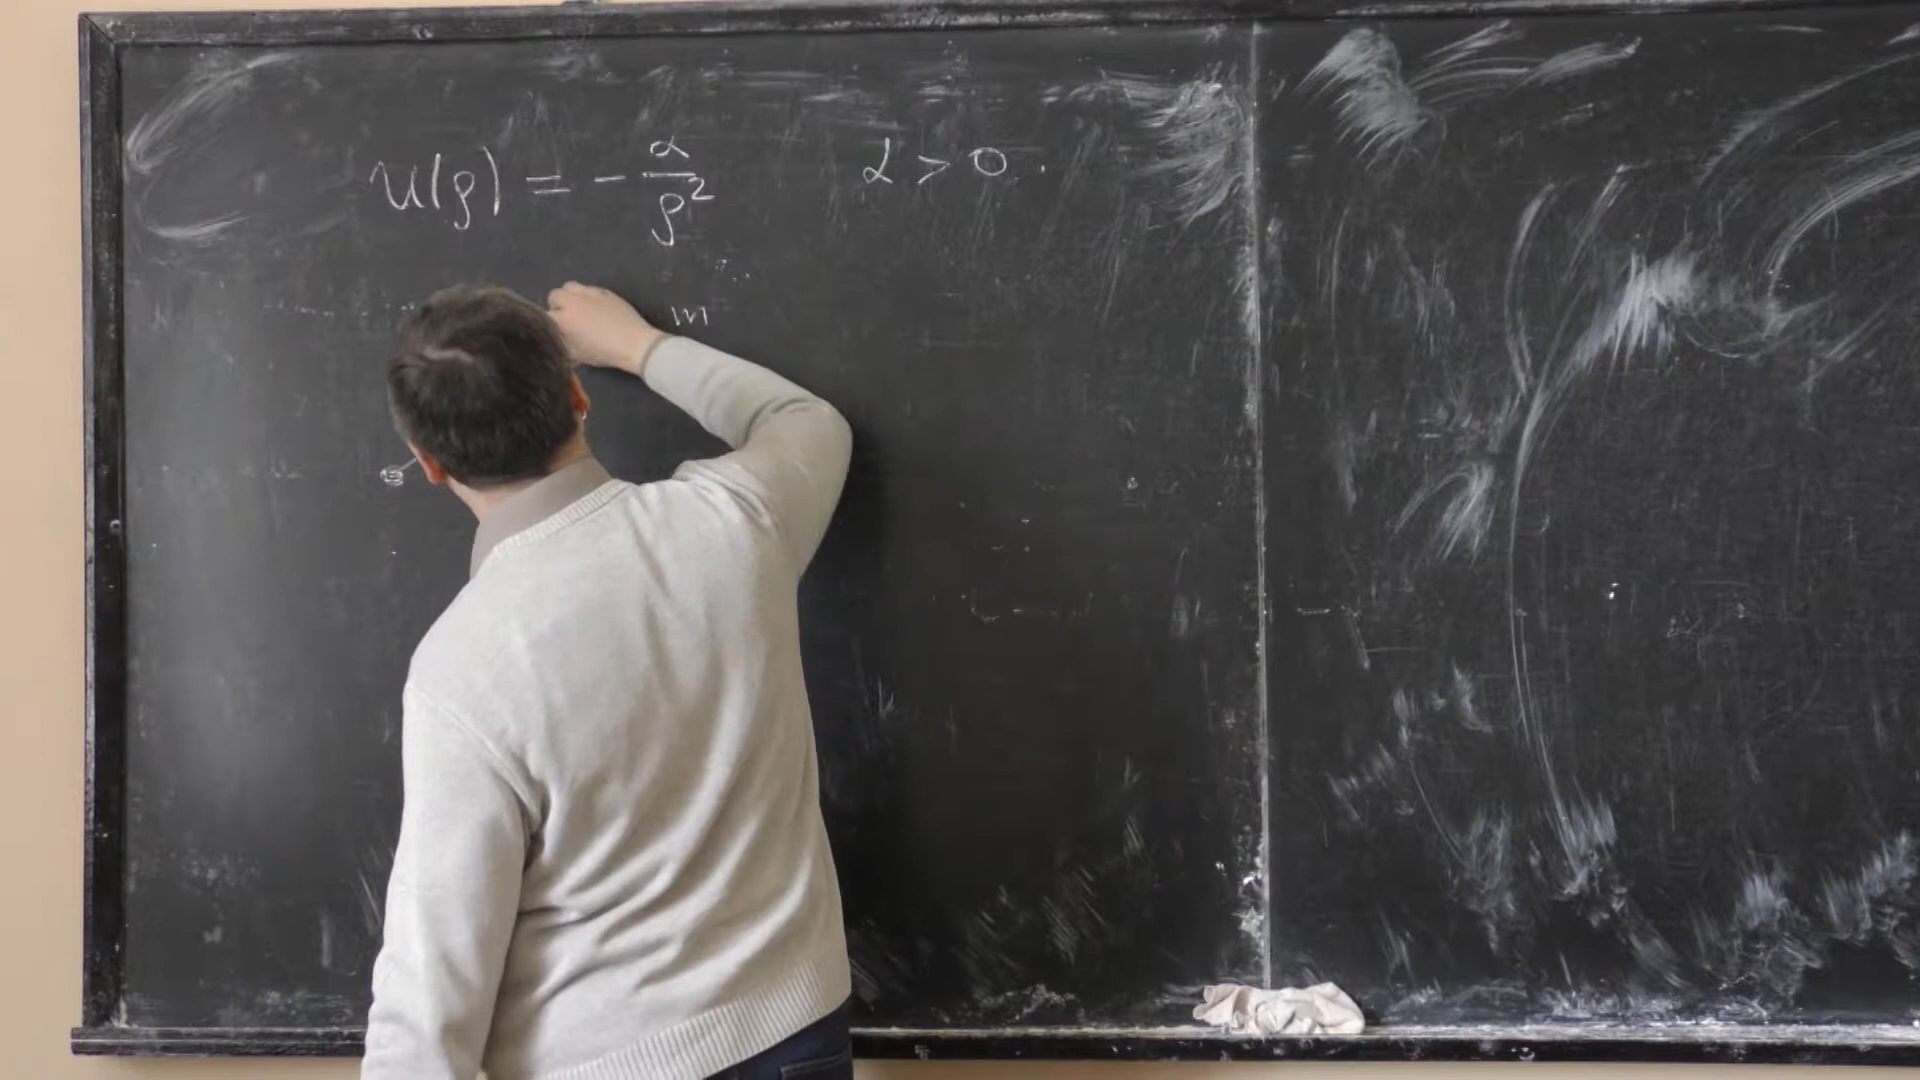 u(ρ) = - α/ρ² α > 0.
m